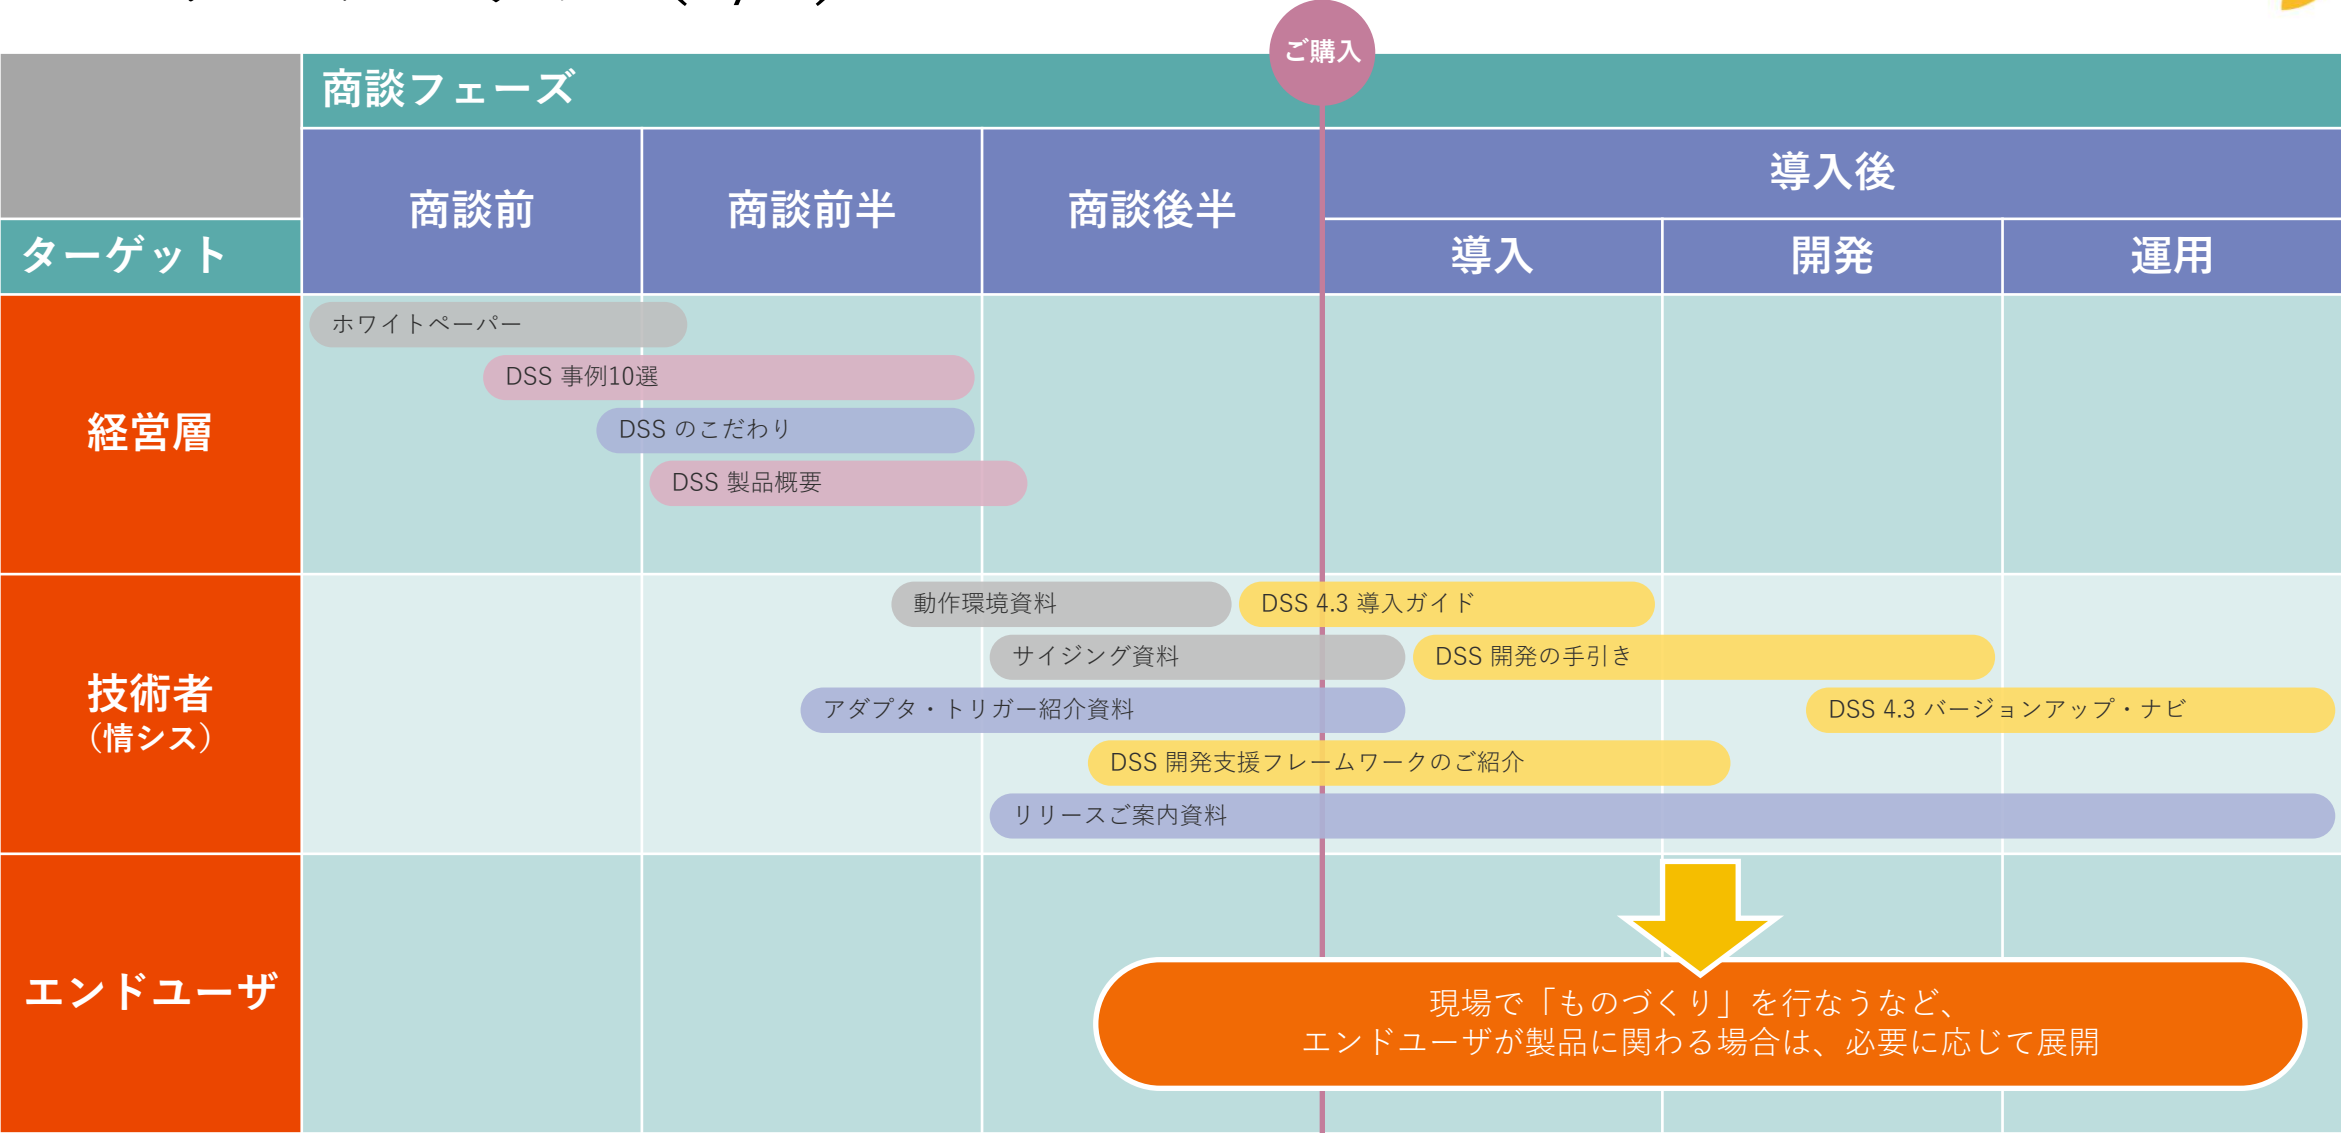 ご購入
商談フェーズ
商談前
商談前半
商談後半
導入後
ターゲット
導入
開発
運用
経営層
ホワイトペーパー
DSS 事例10選
DSS のこだわり
DSS 製品概要
技術者
（情シス）
動作環境資料
DSS 4.3 導入ガイド
サイジング資料
DSS 開発の手引き
アダプタ・トリガー紹介資料
DSS 4.3 バージョンアップ・ナビ
DSS 開発支援フレームワークのご紹介
リリースご案内資料
エンドユーザ
現場で「ものづくり」を行なうなど、
エンドユーザが製品に関わる場合は、必要に応じて展開